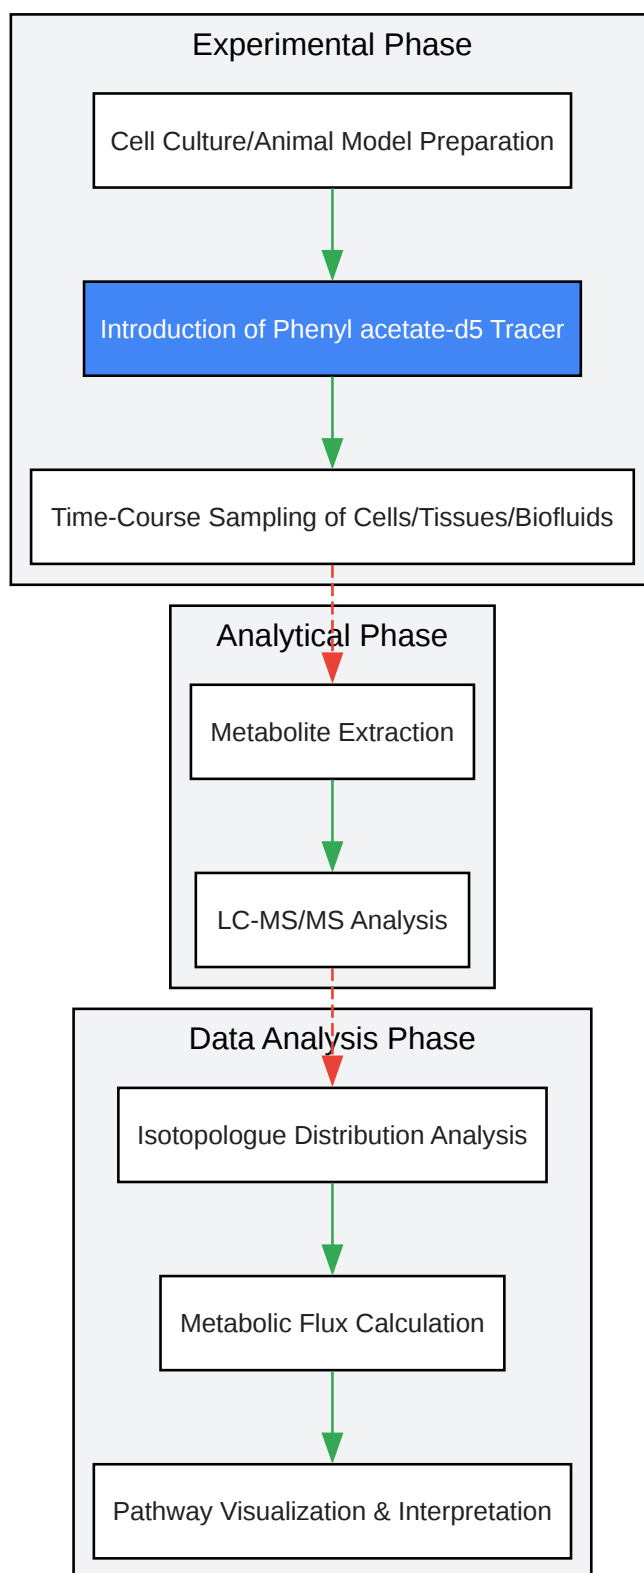 Experimental Phase
Cell Culture/Animal Model Preparation
Introduction of Phenyl acetate-d5 Tracer
Time-Course Sampling of Cells/Tissues/Biofluids
Analytical Phase
Metabolite Extraction
LC-MS/MS Analysis
Data Analysis Phase
Isotopologue Distribution Analysis
Metabolic Flux Calculation
Pathway Visualization & Interpretation